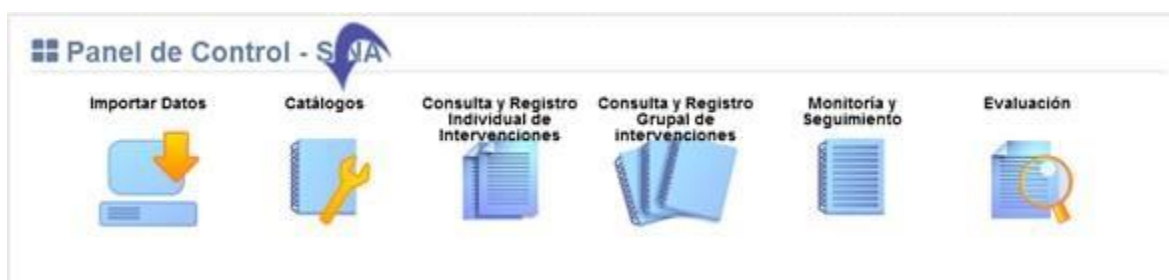 Panel de Control - S NA
Importar Datos
Catálogos
Consulta y Registro
Individual de
Intervenciones
Consulta y Registro
Grupal de
intervenciones
Monitoría y
Seguimiento
Evaluación